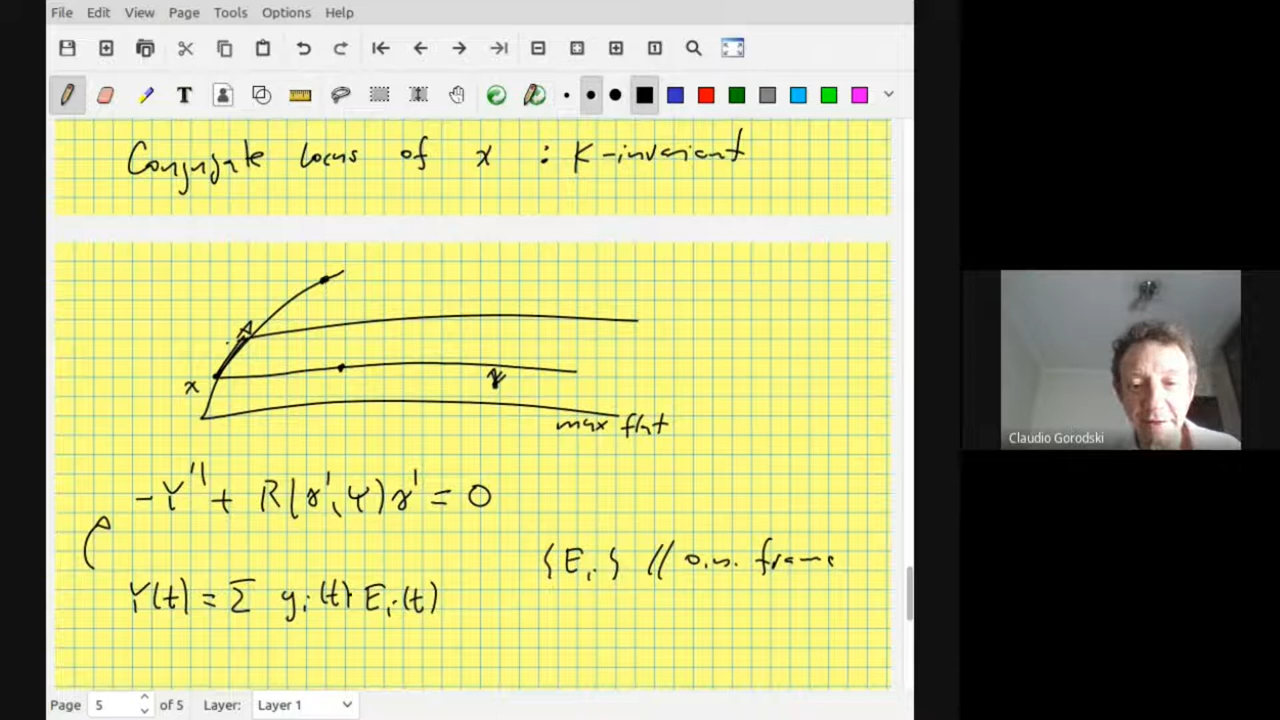 File Edit View Page Tools Options Help
Conjugate locus of x : K-invariant
x
γ
max flat
-Y'' + R(γ', Y)γ' = 0
{E_i} // o.n. frame
Y(t) = Σ y_i(t) E_i(t)
Claudio Gorodski
Page 5 of 5 Layer: Layer 1